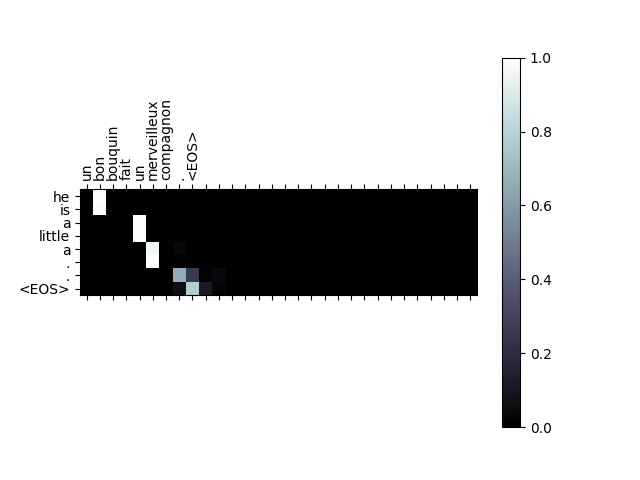 un
bon
bouquin
fait
un
merveilleux
compagnon
.
<EOS>
he
is
a
little
a
.
.
<EOS>
1.0
0.8
0.6
0.4
0.2
0.0